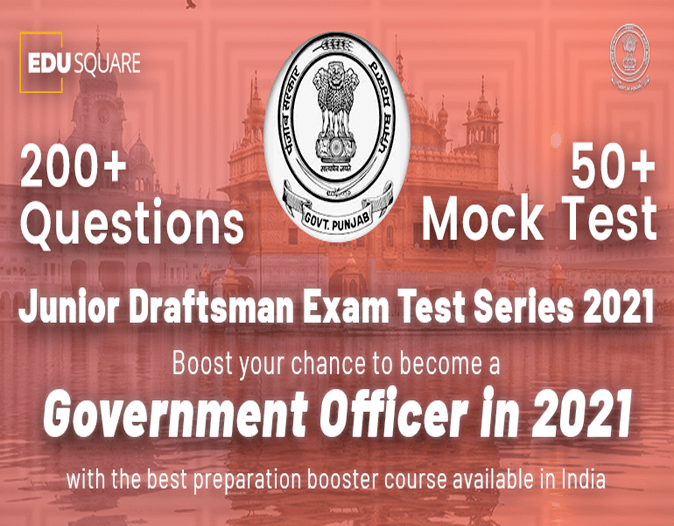 EDU SQUARE
पंजाब सरकार
ਪੰਜਾਬ ਸਰਕਾਰ
सत्यमेव जयते
GOVT. PUNJAB
200+
Questions
50+
Mock Test
Junior Draftsman Exam Test Series 2021
Boost your chance to become a
Government Officer in 2021
with the best preparation booster course available in India